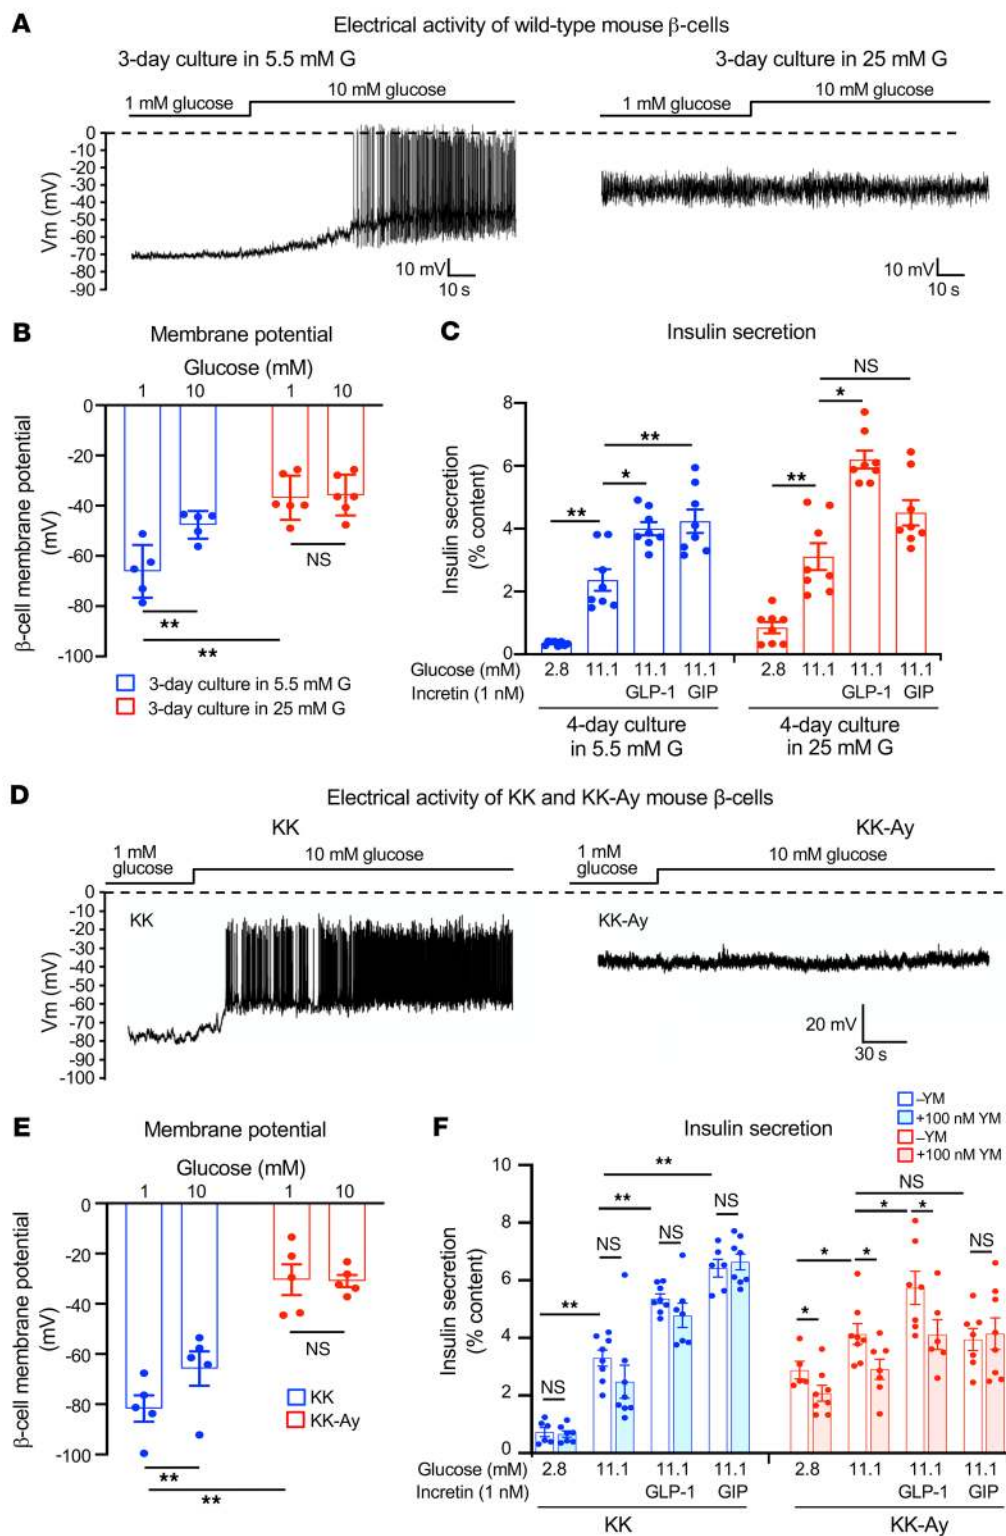 A
Electrical activity of wild-type mouse β-cells
3-day culture in 5.5 mM G
3-day culture in 25 mM G
1 mM glucose
10 mM glucose
1 mM glucose
10 mM glucose
Vm (mV)
0
-10
-20
-30
-40
-50
-60
-70
-80
-90
10 mV
10 s
10 mV
10 s
B
Membrane potential
Glucose (mM)
1 10 1 10
β-cell membrane potential
(mV)
0
-20
-40
-60
-80
-100
NS
**
**
3-day culture in 5.5 mM G
3-day culture in 25 mM G
C
Insulin secretion
Insulin secretion
(% content)
8
6
4
2
0
**
*
**
**
*
NS
Glucose (mM) 2.8 11.1 11.1 11.1 2.8 11.1 11.1 11.1
Incretin (1 nM) GLP-1 GIP GLP-1 GIP
4-day culture
in 5.5 mM G
4-day culture
in 25 mM G
D
Electrical activity of KK and KK-Ay mouse β-cells
KK
KK-Ay
1 mM
glucose
10 mM glucose
1 mM
glucose
10 mM glucose
Vm (mV)
0
-10
-20
-30
-40
-50
-60
-70
-80
-90
-100
KK
KK-Ay
20 mV
30 s
E
Membrane potential
Glucose (mM)
1 10 1 10
β-cell membrane potential
(mV)
0
-20
-40
-60
-80
-100
NS
KK
KK-Ay
**
**
F
Insulin secretion
–YM
+100 nM YM
–YM
+100 nM YM
Insulin secretion
(% content)
10
8
6
4
2
0
NS
**
NS
**
NS
**
NS
*
*
*
*
*
NS
NS
Glucose (mM) 2.8 11.1 11.1 11.1 2.8 11.1 11.1 11.1
Incretin (1 nM) GLP-1 GIP GLP-1 GIP
KK
KK-Ay